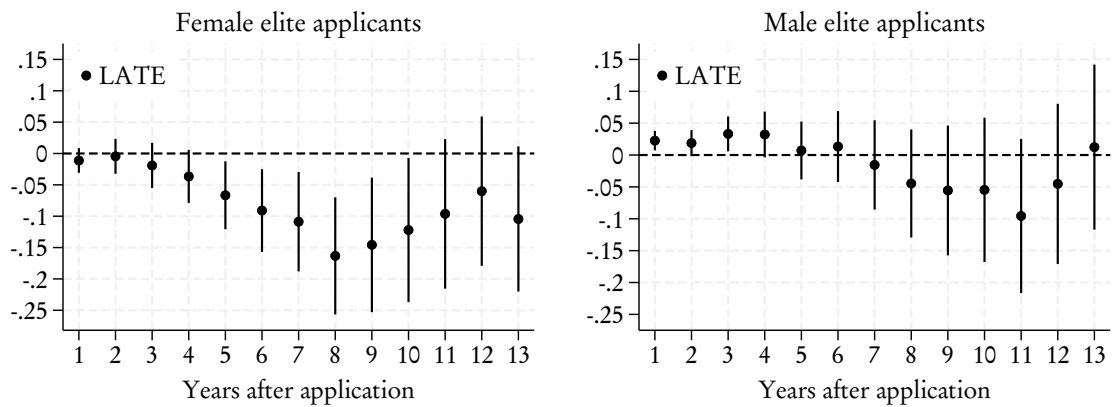 Female elite applicants
.15
.1
.05
0
-.05
-.1
-.15
-.2
-.25
LATE
1 2 3 4 5 6 7 8 9 10 11 12 13
Years after application
Male elite applicants
.15
.1
.05
0
-.05
-.1
-.15
-.2
-.25
LATE
1 2 3 4 5 6 7 8 9 10 11 12 13
Years after application